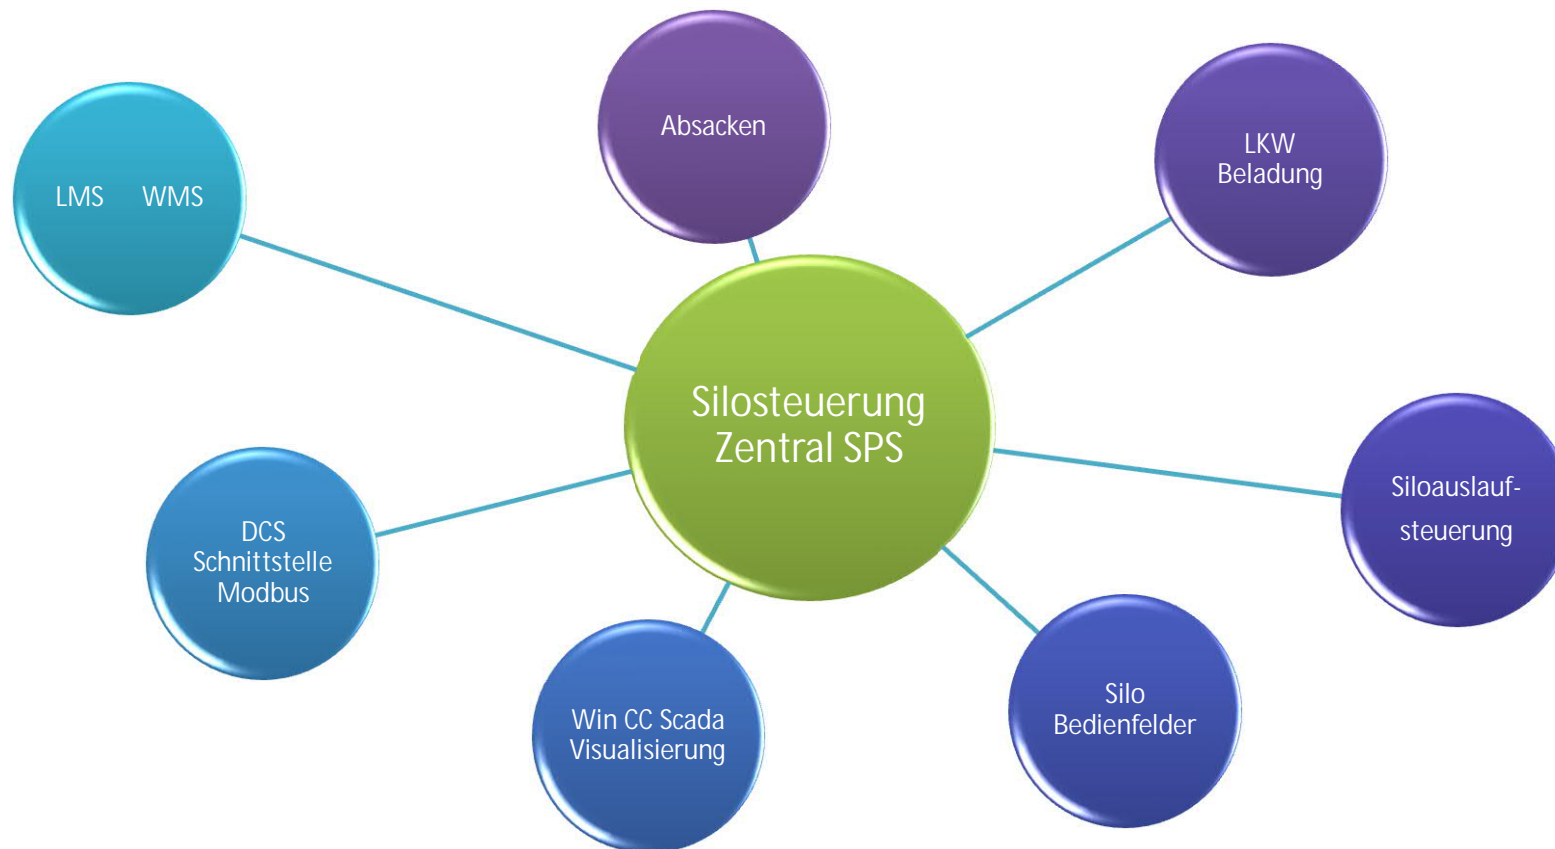 Absacken
LKW
Beladung
LMS WMS
Silosteuerung
Zentral SPS
Siloauslauf-
steuerung
DCS
Schnittstelle
Modbus
Silo
Bedienfelder
Win CC Scada
Visualisierung